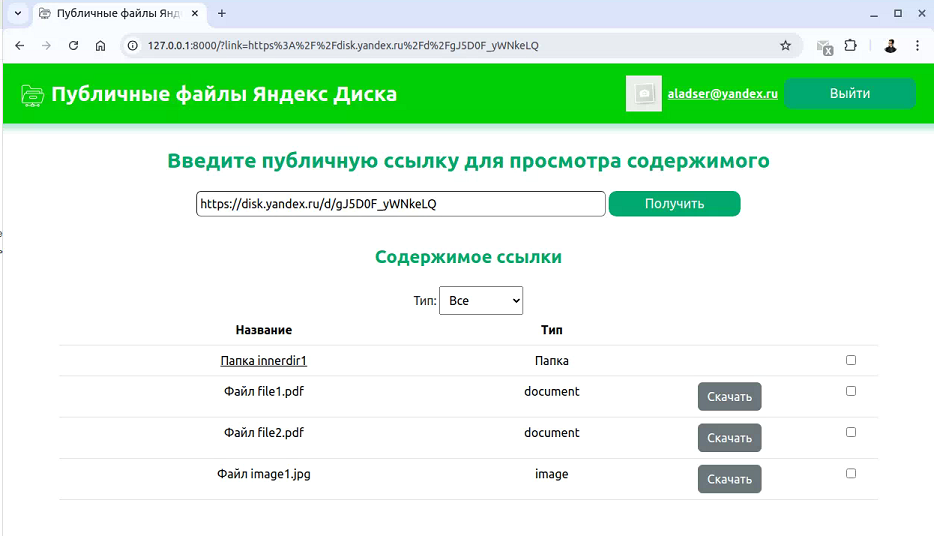 Публичные файлы Янд
127.0.0.1:8000/?link=https%3A%2F%2Fdisk.yandex.ru%2Fd%2FgJ5D0F_yWNkeLQ
Публичные файлы Яндекс Диска
aladser@yandex.ru
Выйти
Введите публичную ссылку для просмотра содержимого
https://disk.yandex.ru/d/gJ5D0F_yWNkeLQ
Получить
Содержимое ссылки
Тип: Все
Название Тип
Папка innerdir1 Папка
Файл file1.pdf document Скачать
Файл file2.pdf document Скачать
Файл image1.jpg image Скачать